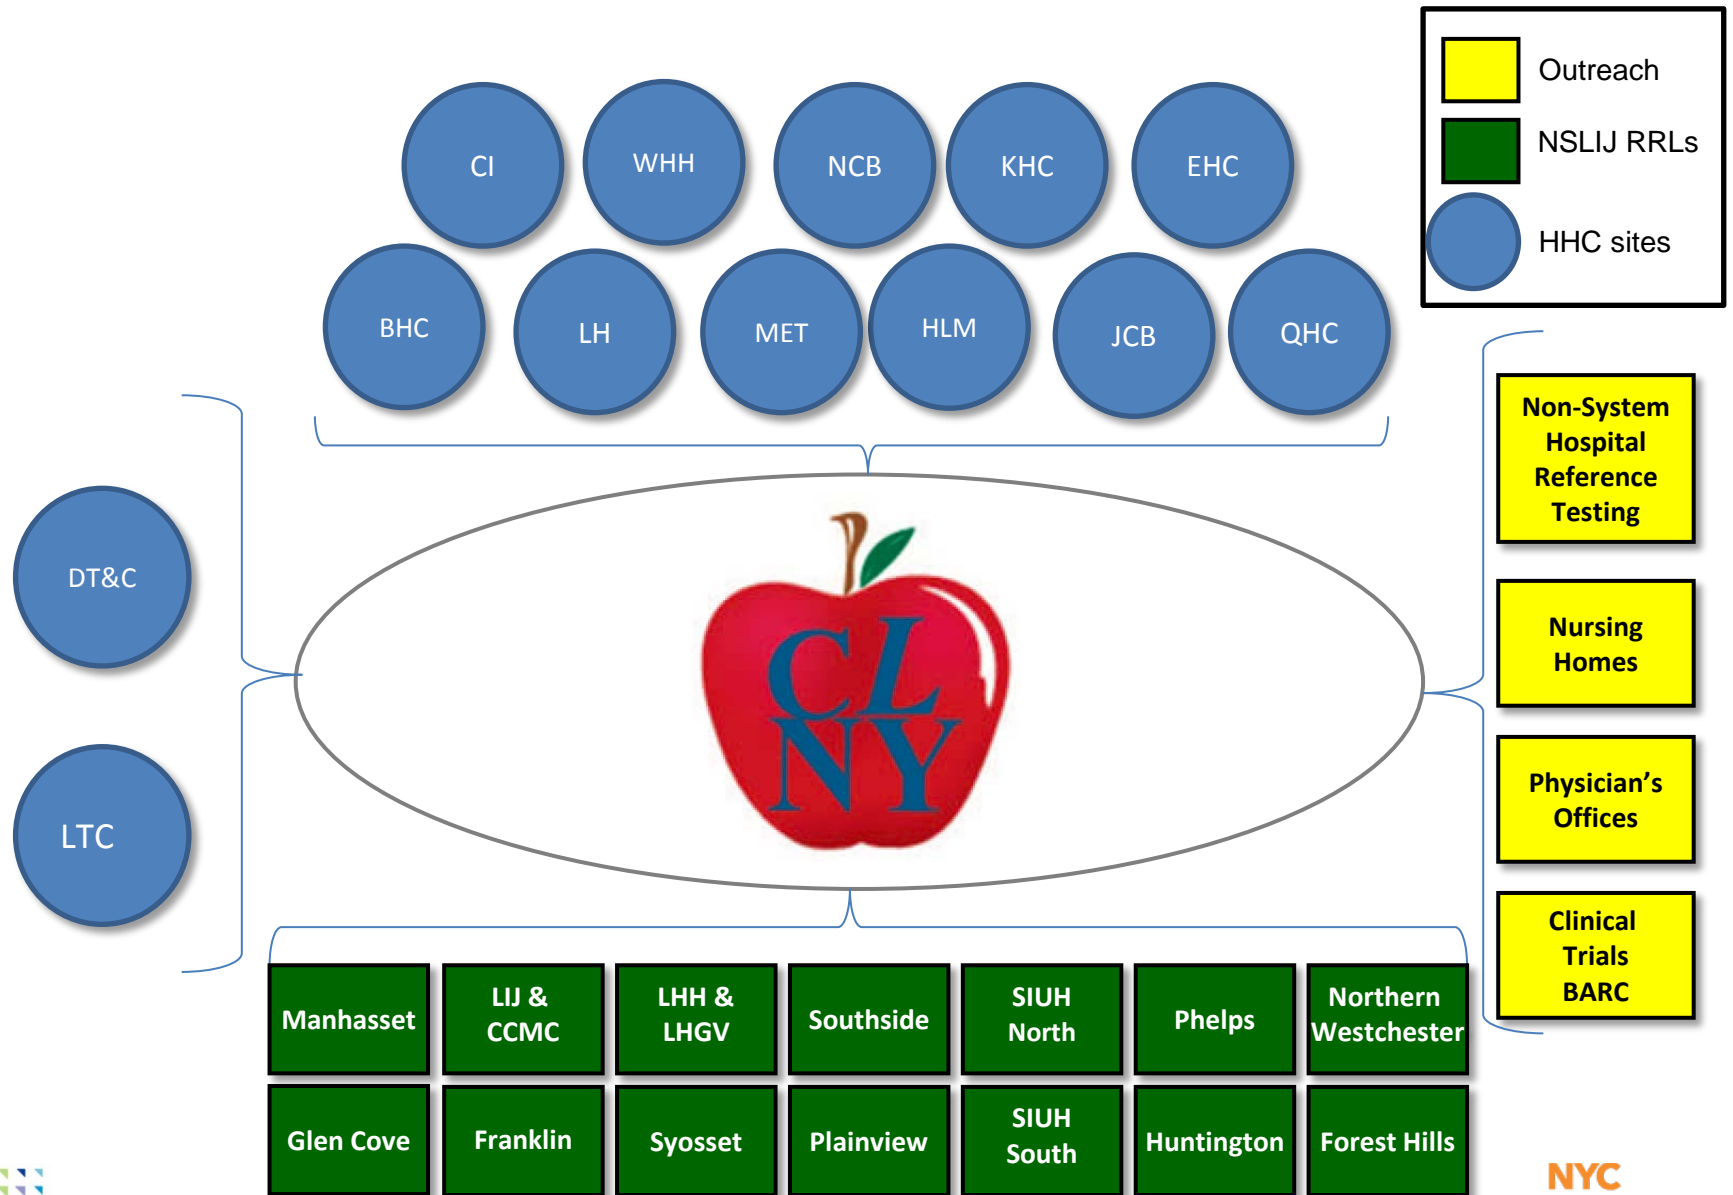 Outreach
NSLIJ RRLs
HHC sites
CI
WHH
NCB
KHC
EHC
BHC
LH
MET
HLM
JCB
QHC
DT&C
LTC
CL
NY
Non-System
Hospital
Reference
Testing
Nursing
Homes
Physician’s
Offices
Clinical
Trials
BARC
Manhasset
LIJ &
CCMC
LHH &
LHGV
Southside
SIUH
North
Phelps
Northern
Westchester
Glen Cove
Franklin
Syosset
Plainview
SIUH
South
Huntington
Forest Hills
NYC